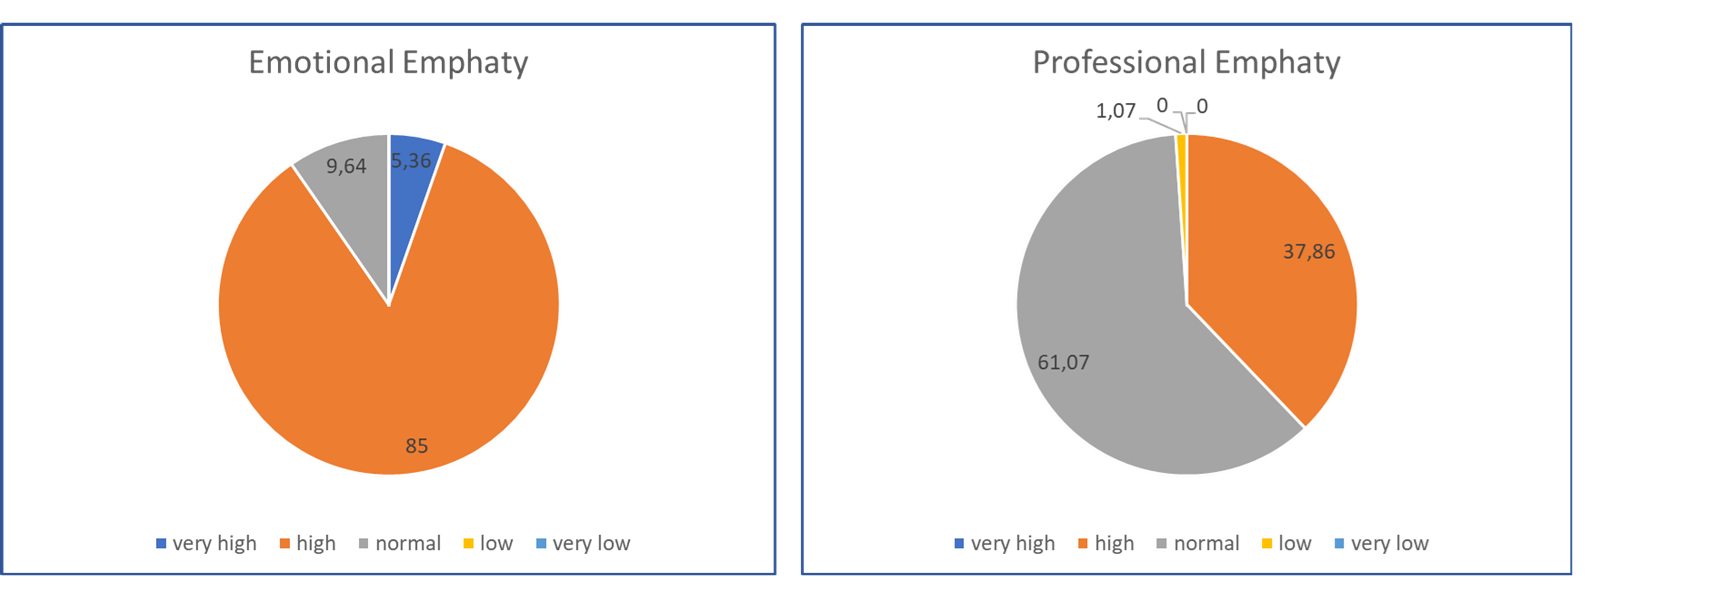 Emotional Emphaty
9,64
5,36
85
very high high normal low very low
Professional Emphaty
1,07
0
0
37,86
61,07
very high high normal low very low